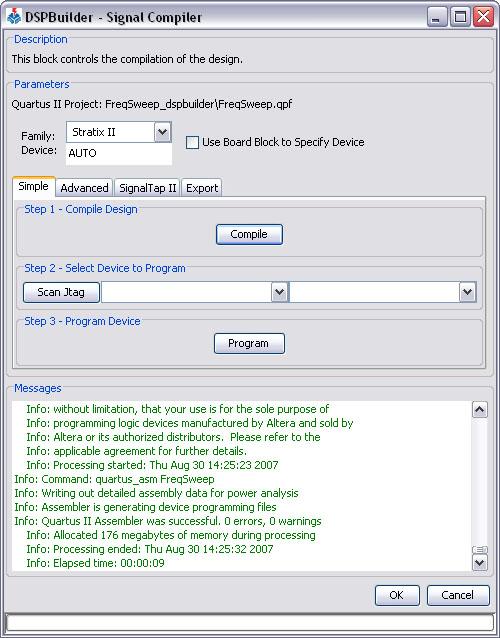 DSPBuilder - Signal Compiler
Description
This block controls the compilation of the design.
Parameters
Quartus II Project: FreqSweep_dspbuilder\FreqSweep.qpf
Family: Stratix II
Use Board Block to Specify Device
Device: AUTO
Simple Advanced SignalTap II Export
Step 1 - Compile Design
Compile
Step 2 - Select Device to Program
Scan Jtag
Step 3 - Program Device
Program
Messages
Info: without limitation, that your use is for the sole purpose of
Info: programming logic devices manufactured by Altera and sold by
Info: Altera or its authorized distributors.  Please refer to the
Info: applicable agreement for further details.
Info: Processing started: Thu Aug 30 14:25:23 2007
Info: Command: quartus_asm FreqSweep
Info: Writing out detailed assembly data for power analysis
Info: Assembler is generating device programming files
Info: Quartus II Assembler was successful. 0 errors, 0 warnings
Info: Allocated 176 megabytes of memory during processing
Info: Processing ended: Thu Aug 30 14:25:32 2007
Info: Elapsed time: 00:00:09
OK Cancel